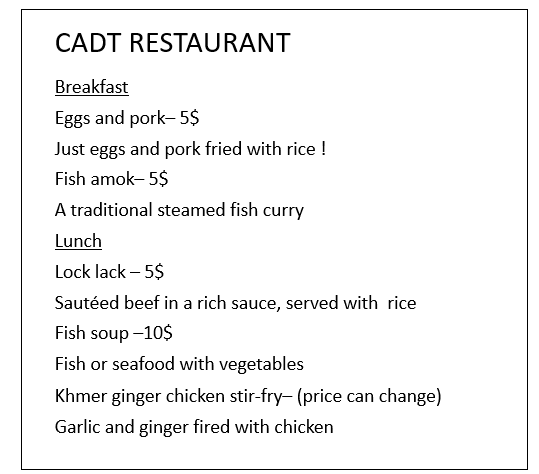 CADT RESTAURANT
Breakfast
Eggs and pork– 5$
Just eggs and pork fried with rice !
Fish amok– 5$
A traditional steamed fish curry
Lunch
Lock lack – 5$
Sautéed beef in a rich sauce, served with  rice
Fish soup –10$
Fish or seafood with vegetables
Khmer ginger chicken stir-fry– (price can change)
Garlic and ginger fired with chicken